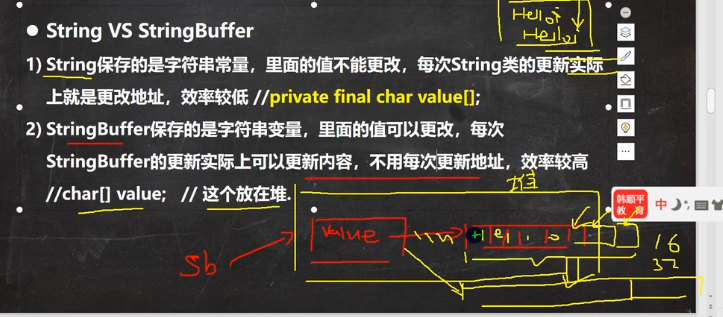 Hello
Hello1
● String VS StringBuffer
1) String保存的是字符串常量，里面的值不能更改，每次String类的更新实际
上就是更改地址，效率较低 //private final char value[];
2) StringBuffer保存的是字符串变量，里面的值可以更改，每次
StringBuffer的更新实际上可以更新内容，不用每次更新地址，效率较高
//char[] value; // 这个放在堆.
韩顺平
教育
中
value
Hello
sb
16
32